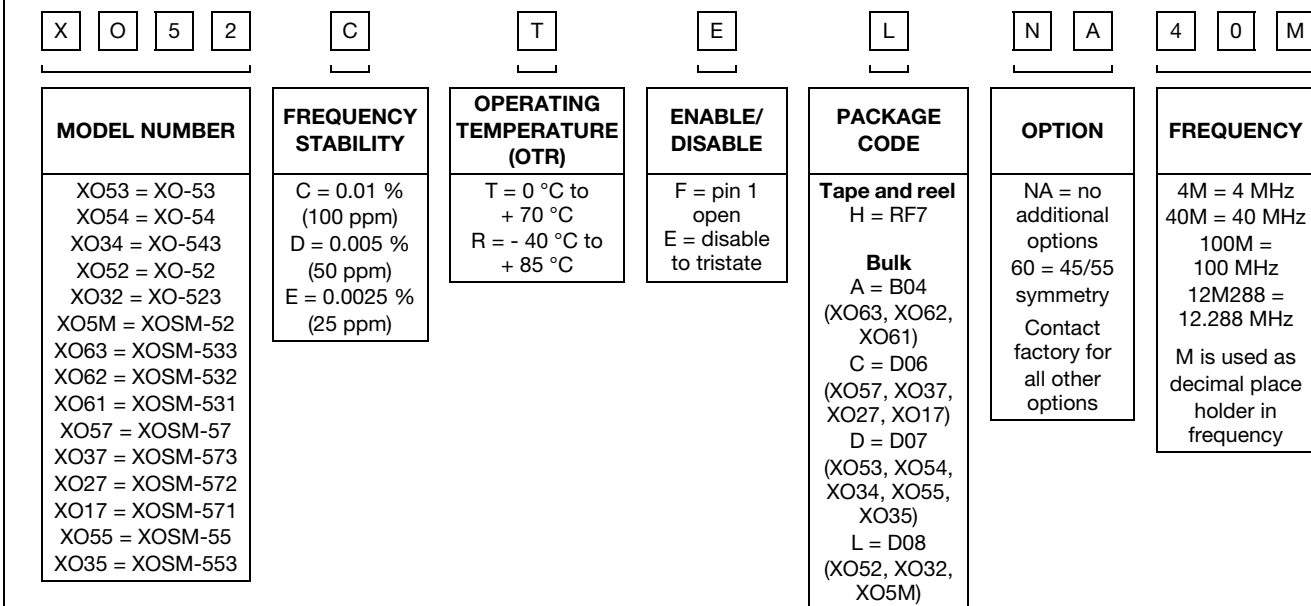 X O 5 2 C T E L N A 4 0 M
MODEL NUMBER
XO53 = XO-53
XO54 = XO-54
XO34 = XO-543
XO52 = XO-52
XO32 = XO-523
XO5M = XOSM-52
XO63 = XOSM-533
XO62 = XOSM-532
XO61 = XOSM-531
XO57 = XOSM-57
XO37 = XOSM-573
XO27 = XOSM-572
XO17 = XOSM-571
XO55 = XOSM-55
XO35 = XOSM-553
FREQUENCY
STABILITY
C = 0.01 %
(100 ppm)
D = 0.005 %
(50 ppm)
E = 0.0025 %
(25 ppm)
OPERATING
TEMPERATURE
(OTR)
T = 0 °C to
+ 70 °C
R = - 40 °C to
+ 85 °C
ENABLE/
DISABLE
F = pin 1
open
E = disable
to tristate
PACKAGE
CODE
Tape and reel
H = RF7
Bulk
A = B04
(XO63, XO62,
XO61)
C = D06
(XO57, XO37,
XO27, XO17)
D = D07
(XO53, XO54,
XO34, XO55,
XO35)
L = D08
(XO52, XO32,
XO5M)
OPTION
NA = no
additional
options
60 = 45/55
symmetry
Contact
factory for
all other
options
FREQUENCY
4M = 4 MHz
40M = 40 MHz
100M =
100 MHz
12M288 =
12.288 MHz
M is used as
decimal place
holder in
frequency